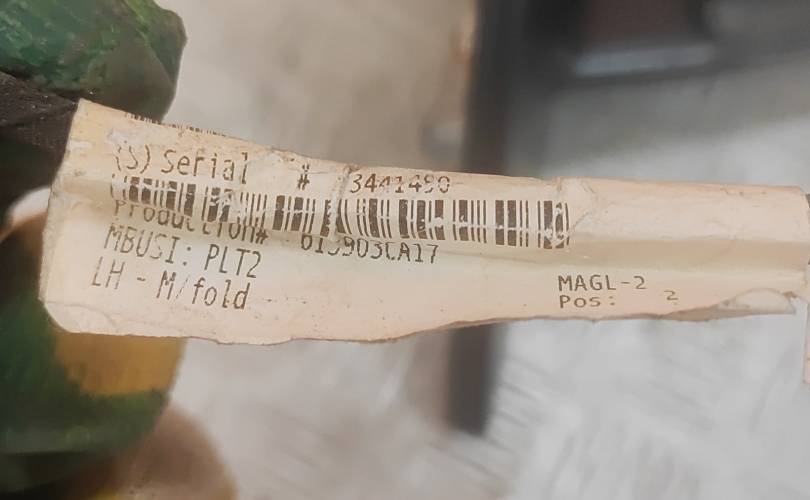 (S) Serial # 3441490
Production#
MBUSI: PLT2
LH - M/fold
MAGL-2
Pos: 2